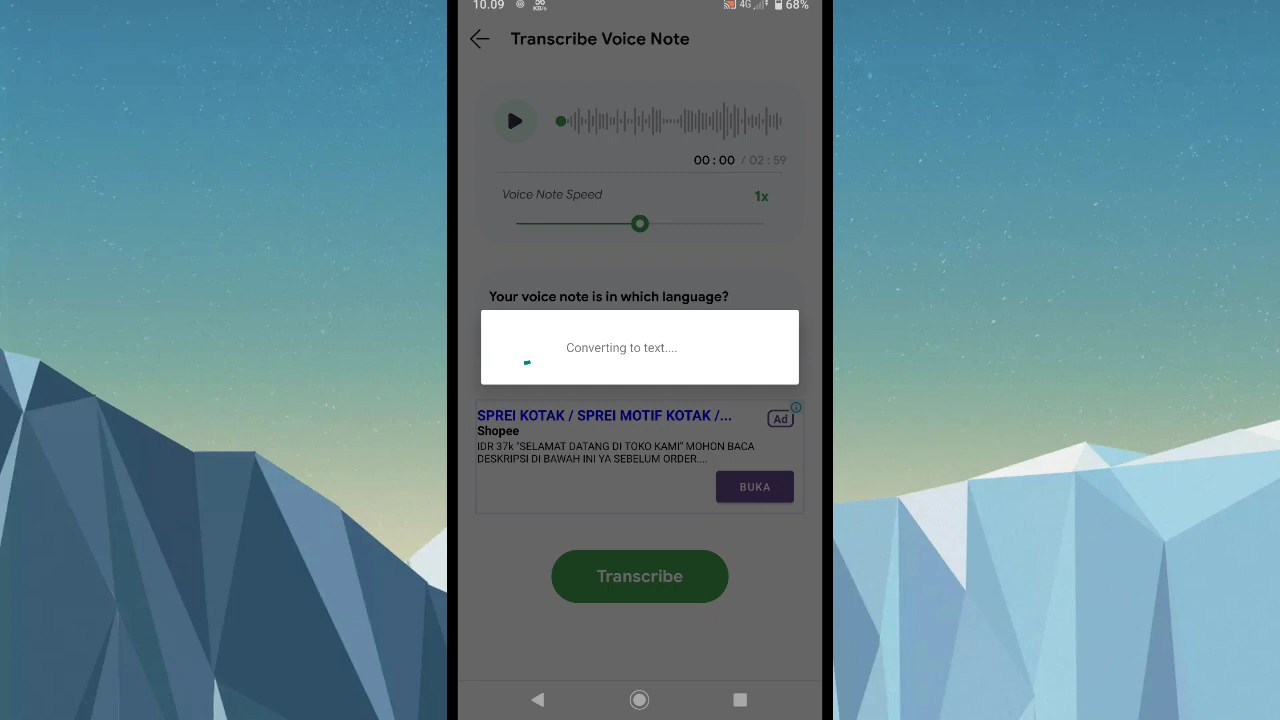 10.09 56 KB/s 4G 68%
Transcribe Voice Note
00 : 00 / 02 : 59
Voice Note Speed 1x
Your voice note is in which language?
Converting to text....
SPREI KOTAK / SPREI MOTIF KOTAK /...
Ad
Shopee
IDR 37k "SELAMAT DATANG DI TOKO KAMI" MOHON BACA
DESKRIPSI DI BAWAH INI YA SEBELUM ORDER....
BUKA
Transcribe